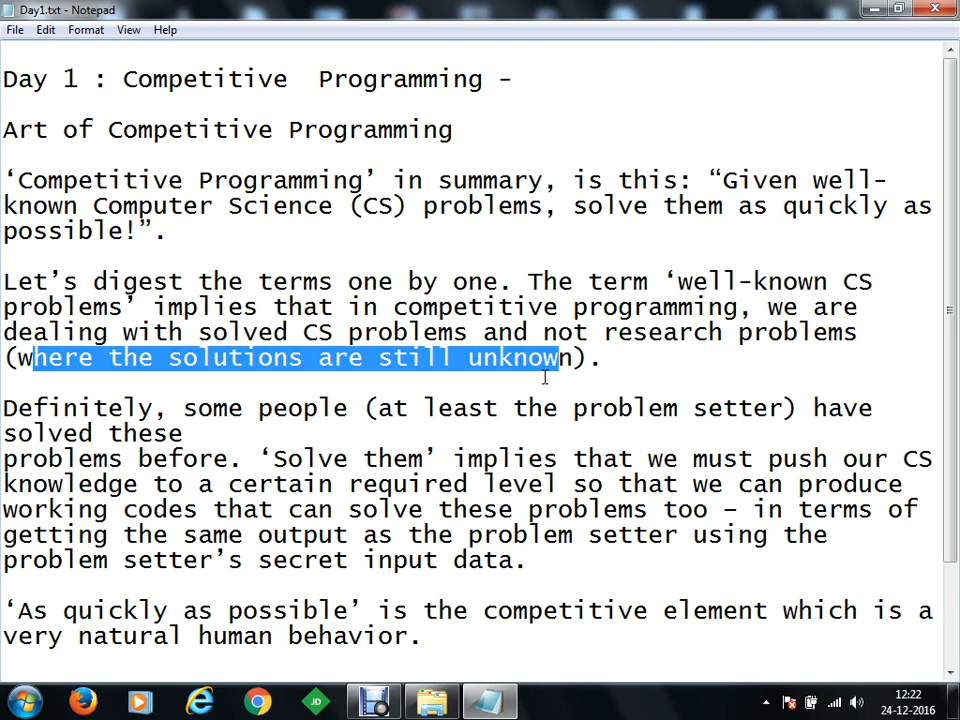 Day1.txt - Notepad
File Edit Format View Help
Day 1 : Competitive  Programming -
Art of Competitive Programming
‘Competitive Programming’ in summary, is this: “Given well-
known Computer Science (CS) problems, solve them as quickly as
possible!”.
Let’s digest the terms one by one. The term ‘well-known CS
problems’ implies that in competitive programming, we are
dealing with solved CS problems and not research problems
(where the solutions are still unknown).
Definitely, some people (at least the problem setter) have
solved these
problems before. ‘Solve them’ implies that we must push our CS
knowledge to a certain required level so that we can produce
working codes that can solve these problems too – in terms of
getting the same output as the problem setter using the
problem setter’s secret input data.
‘As quickly as possible’ is the competitive element which is a
very natural human behavior.
JD
12:22
24-12-2016